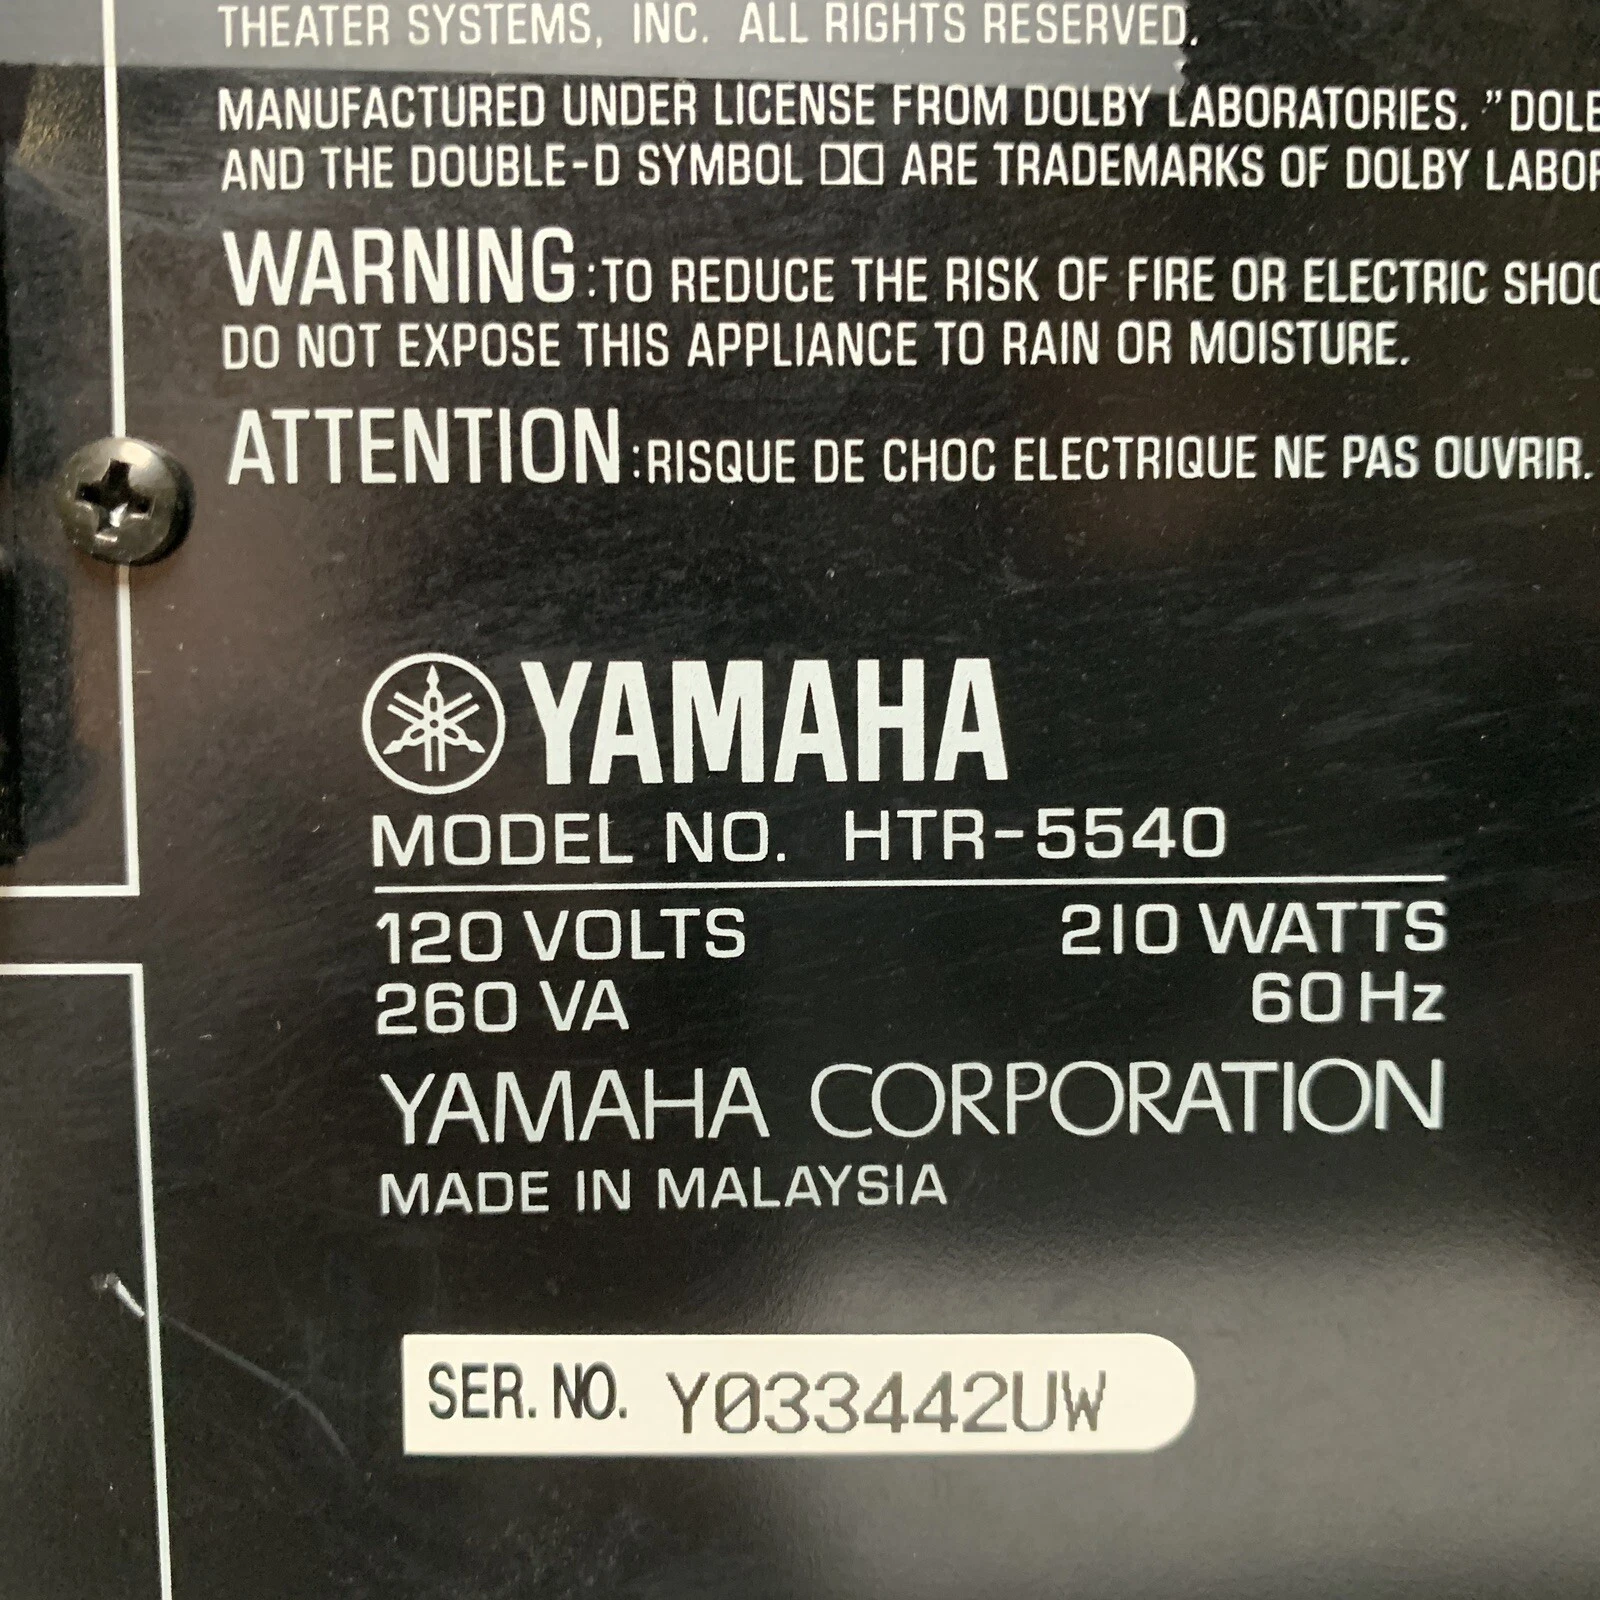 THEATER SYSTEMS, INC. ALL RIGHTS RESERVED.
MANUFACTURED UNDER LICENSE FROM DOLBY LABORATORIES. "DOLB
AND THE DOUBLE-D SYMBOL ARE TRADEMARKS OF DOLBY LABOR
WARNING:TO REDUCE THE RISK OF FIRE OR ELECTRIC SHOC
DO NOT EXPOSE THIS APPLIANCE TO RAIN OR MOISTURE.
ATTENTION:RISQUE DE CHOC ELECTRIQUE NE PAS OUVRIR.
YAMAHA
MODEL NO. HTR-5540
120 VOLTS 210 WATTS
260 VA 60 Hz
YAMAHA CORPORATION
MADE IN MALAYSIA
SER. NO. Y033442UW